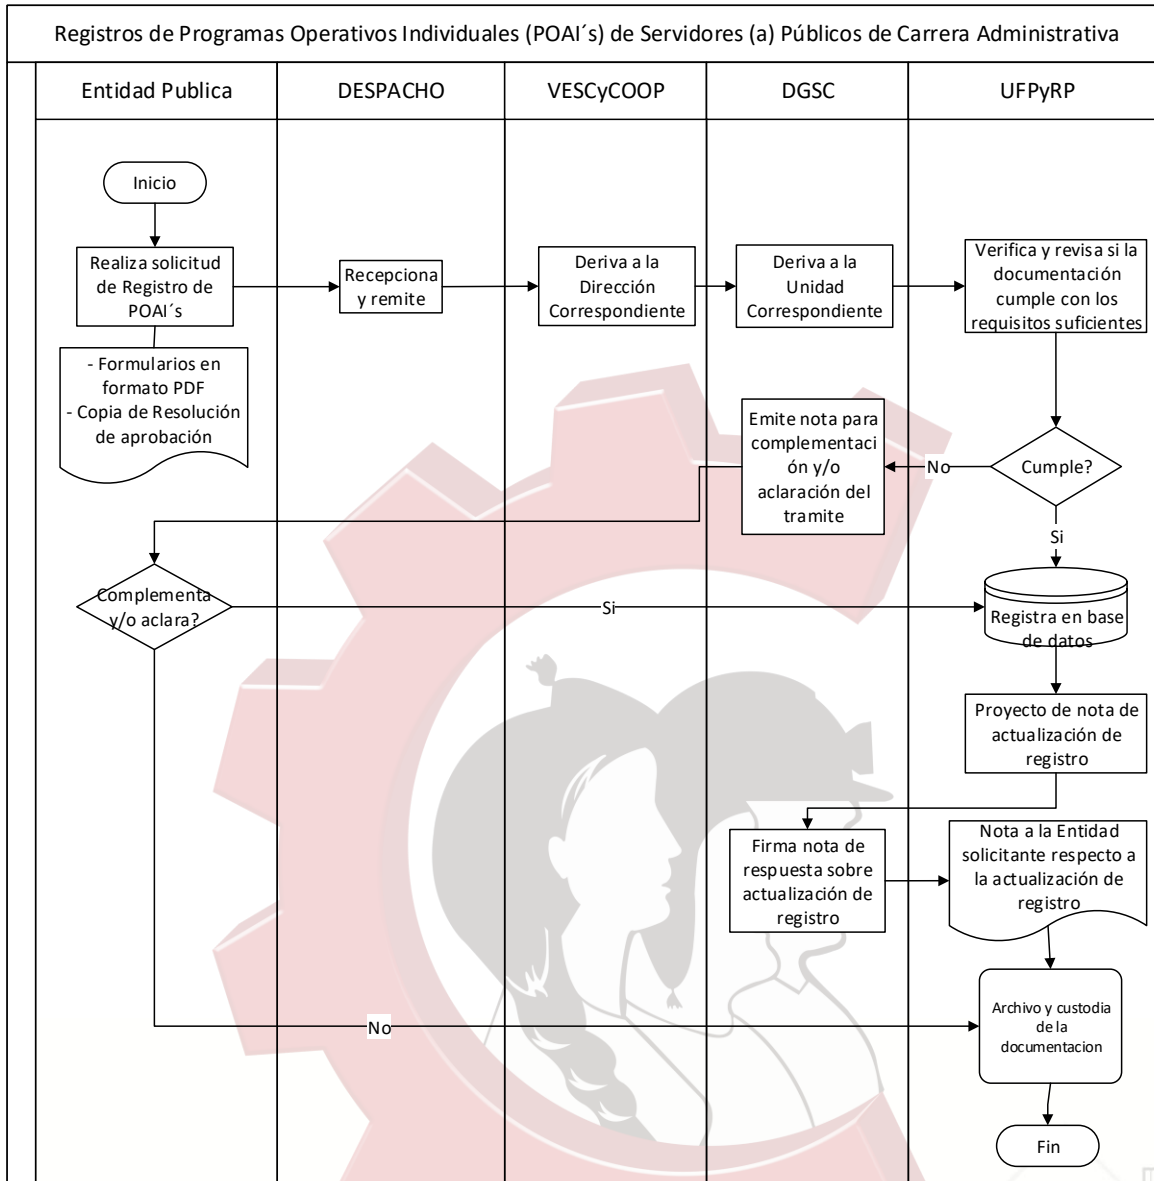 Registros de Programas Operativos Individuales (POAI´s) de Servidores (a) Públicos de Carrera Administrativa
Entidad Publica
DESPACHO
VESCyCOOP
DGSC
UFPyRP
Inicio
Realiza solicitud
de Registro de
POAI´s
Recepciona
y remite
Deriva a la
Dirección
Correspondiente
Deriva a la
Unidad
Correspondiente
Verifica y revisa si la
documentación
cumple con los
requisitos suficientes
- Formularios en
formato PDF
- Copia de Resolución
de aprobación
Emite nota para
complementaci
ón y/o
aclaración del
tramite
No
Cumple?
Si
Complementa
y/o aclara?
Si
Registra en base
de datos
Proyecto de nota de
actualización de
registro
Firma nota de
respuesta sobre
actualización de
registro
Nota a la Entidad
solicitante respecto a
la actualización de
registro
No
Archivo y custodia
de la
documentacion
Fin